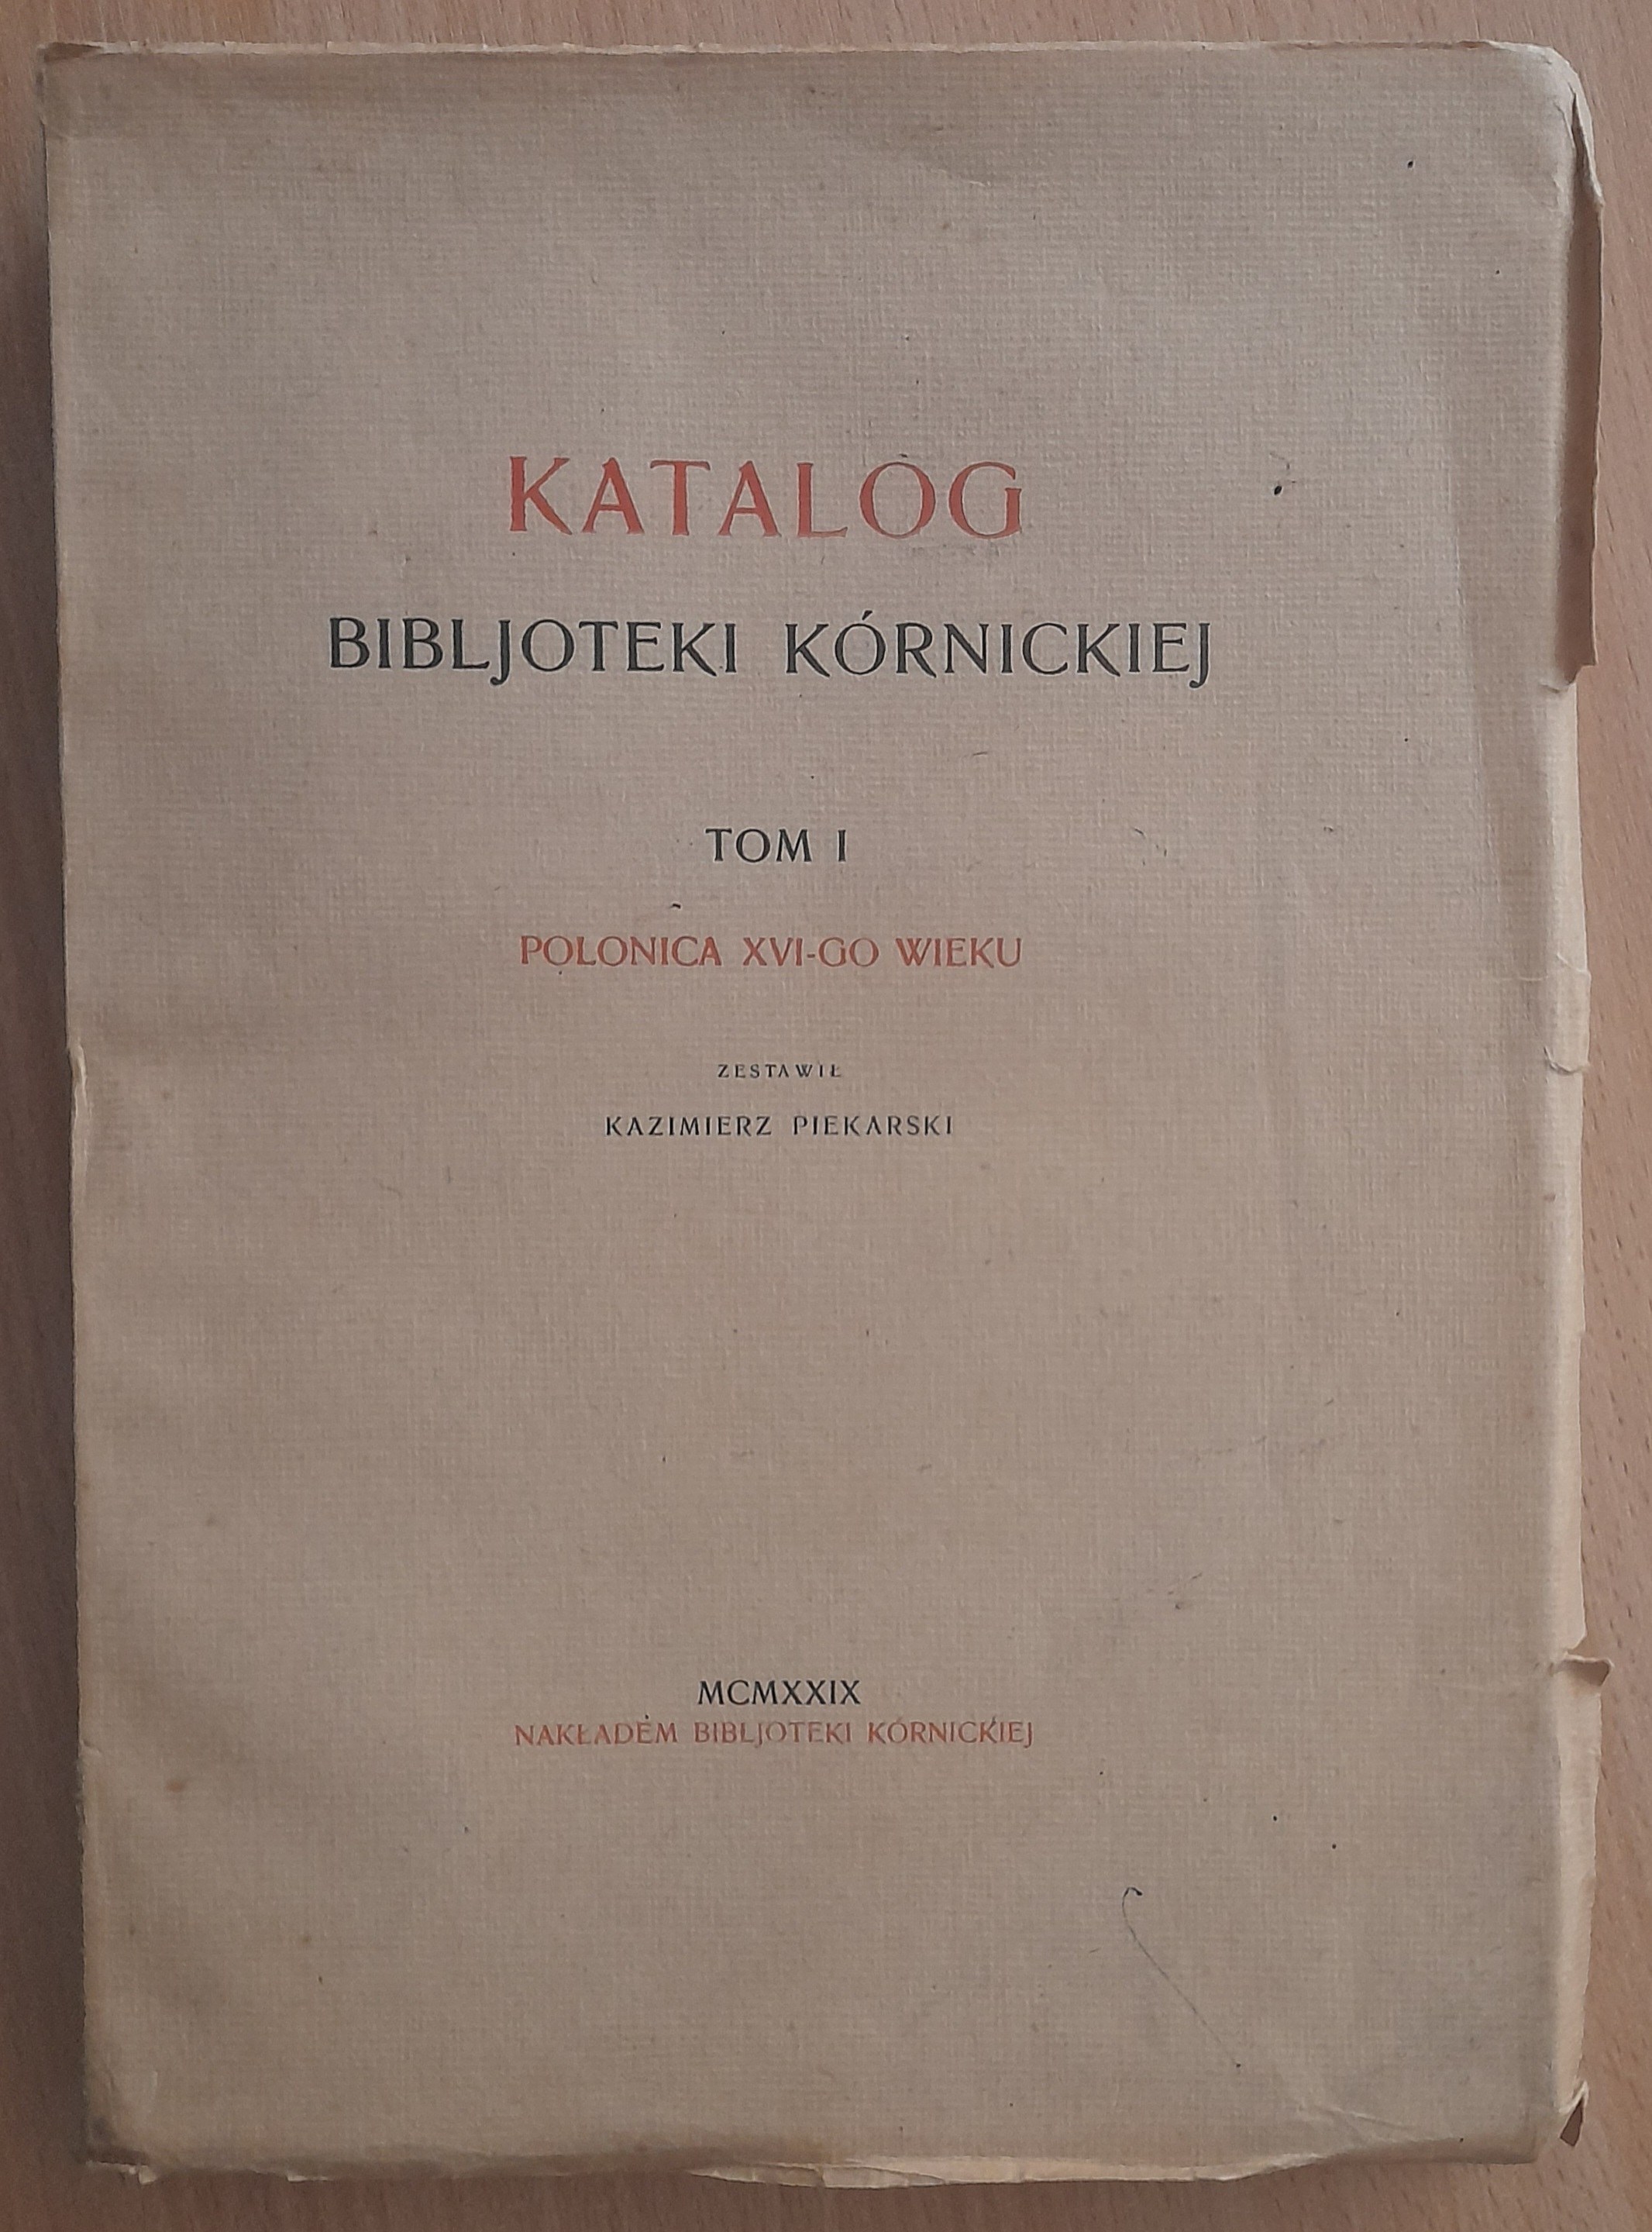 KATALOG
BIBLJOTEKI KÓRNICKIEJ
TOM I
POLONICA XVI-GO WIEKU
ZESTAWIŁ
KAZIMIERZ PIEKARSKI
MCMXXIX
NAKŁADEM BIBLJOTEKI KÓRNICKIEJ